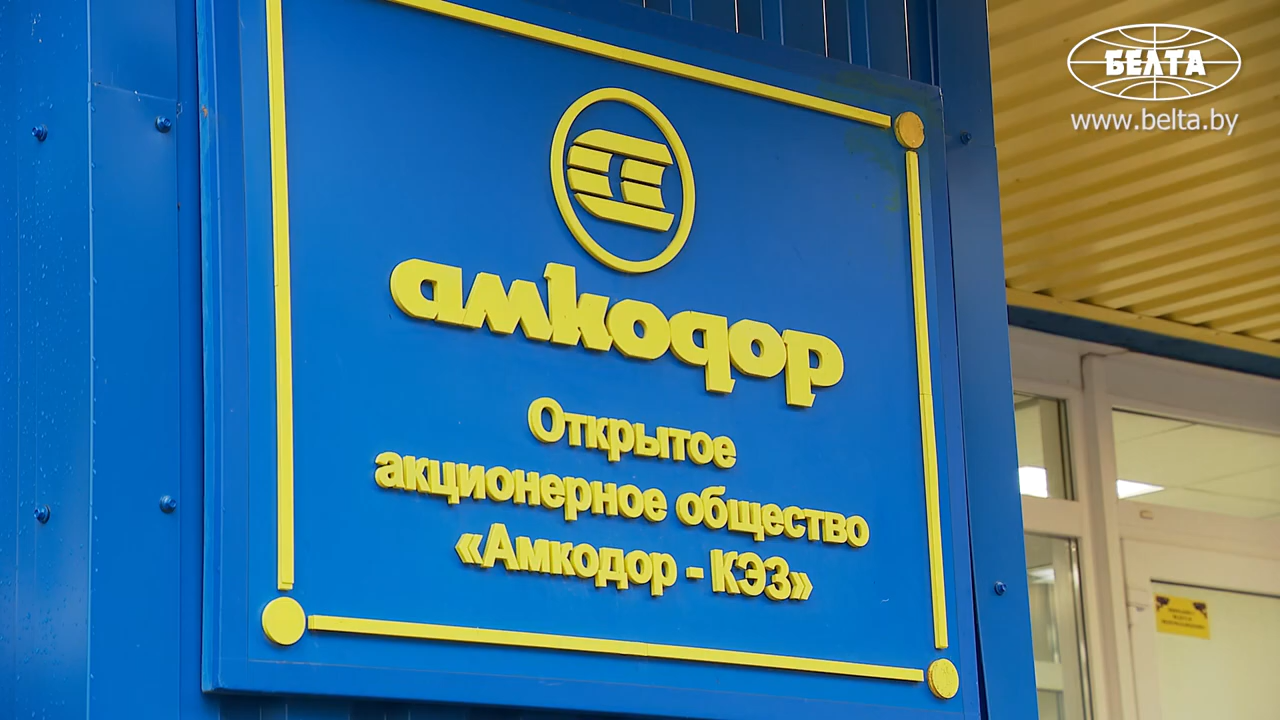 БЕЛТА
www.belta.by
амкодор
Открытое
акционерное общество
«Амкодор - КЭЗ»